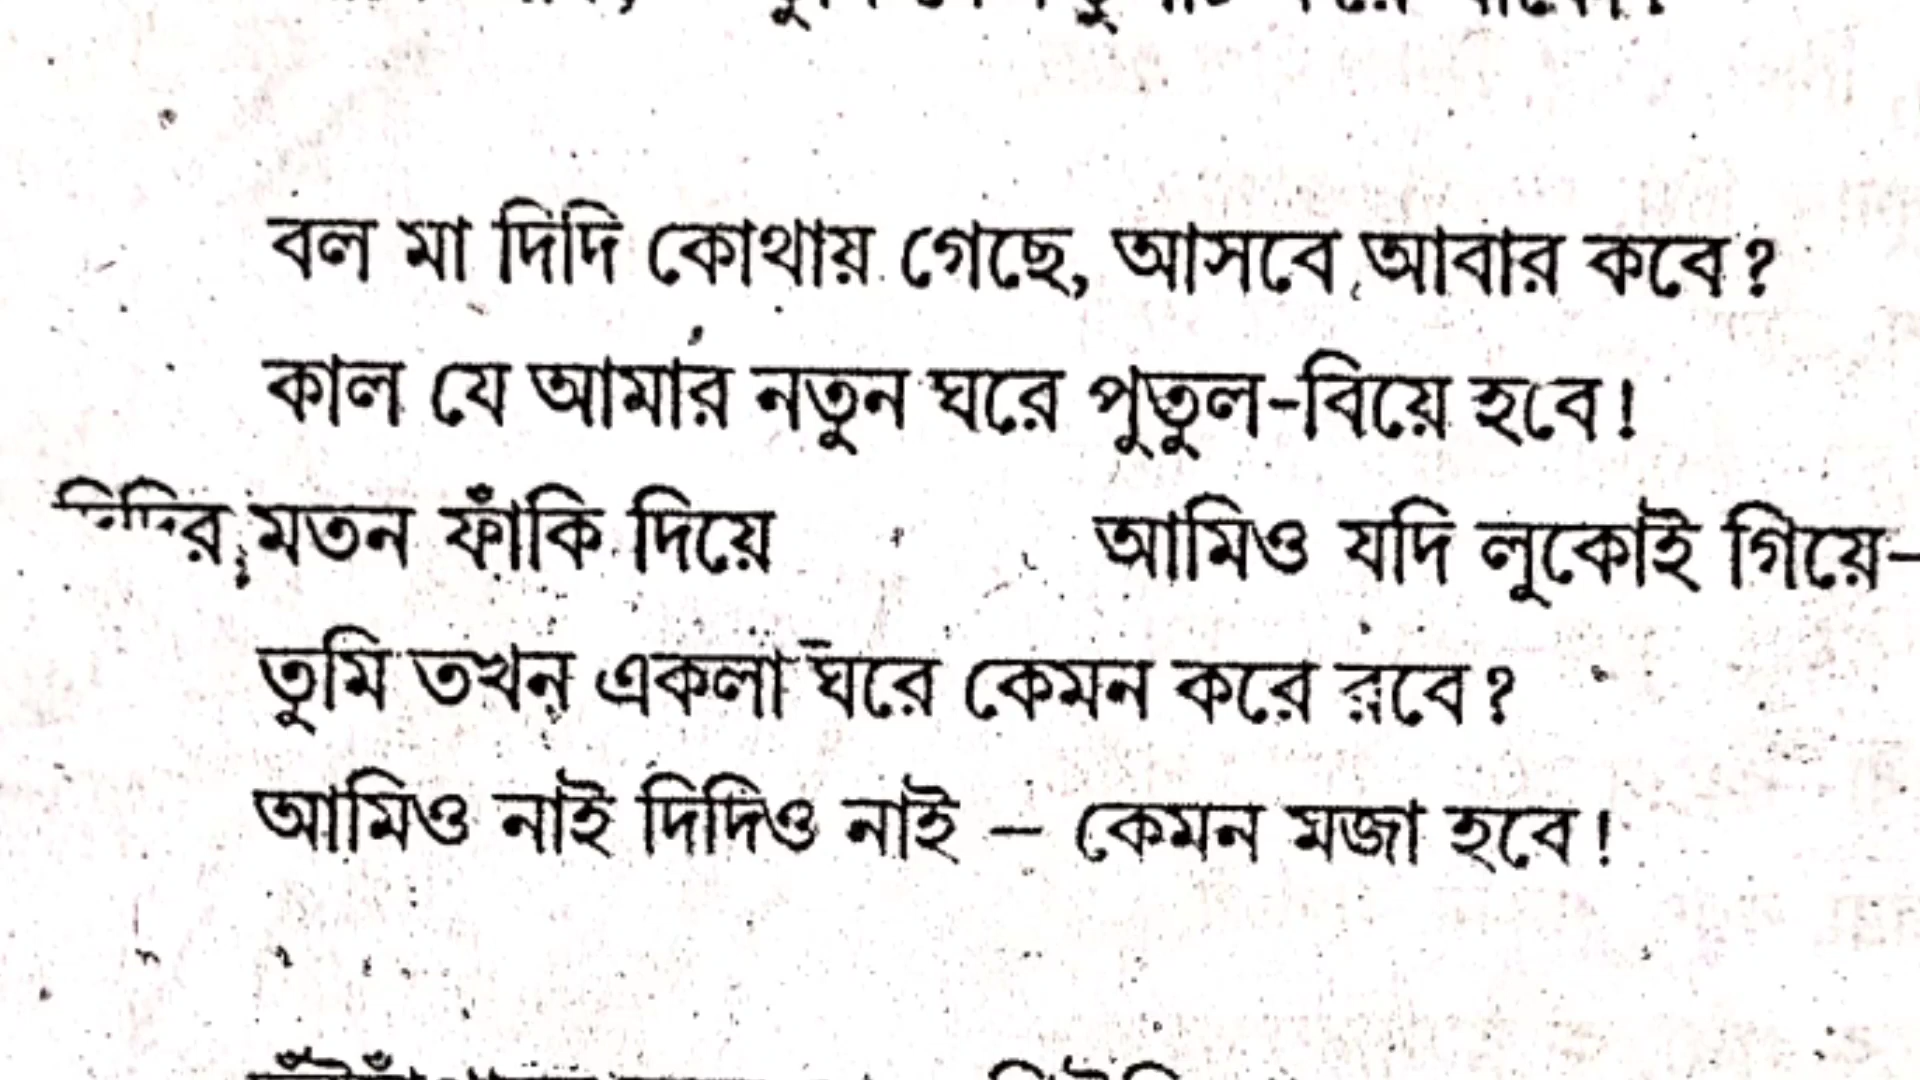 বল মা দিদি কোথায় গেছে, আসবে আবার কবে?
কাল যে আমার নতুন ঘরে পুতুল-বিয়ে হবে!
দিদির মতন ফাঁকি দিয়ে আমিও যদি লুকোই গিয়ে-
তুমি তখন একলা ঘরে কেমন করে রবে?
আমিও নাই দিদিও নাই – কেমন মজা হবে!